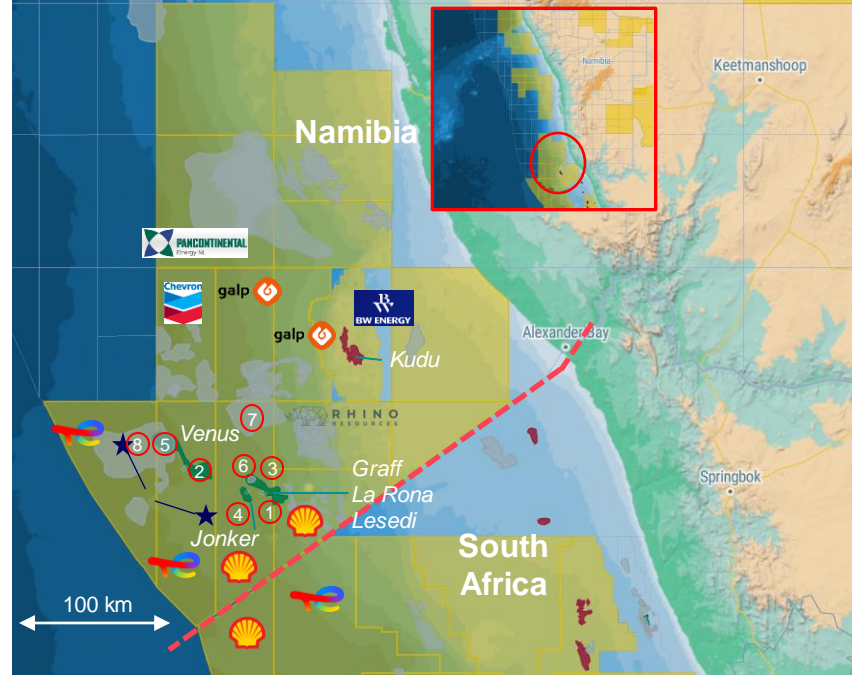 Namibia
Namibia
Keetmanshoop
PANCONTINENTAL
Energy NL
Chevron
galp
BW ENERGY
galp
Alexander Bay
Kudu
RHINO
RESOURCES
7
Venus
8
5
2
6
3
Graff
La Rona
Lesedi
4
1
Jonker
Springbok
South
Africa
100 km